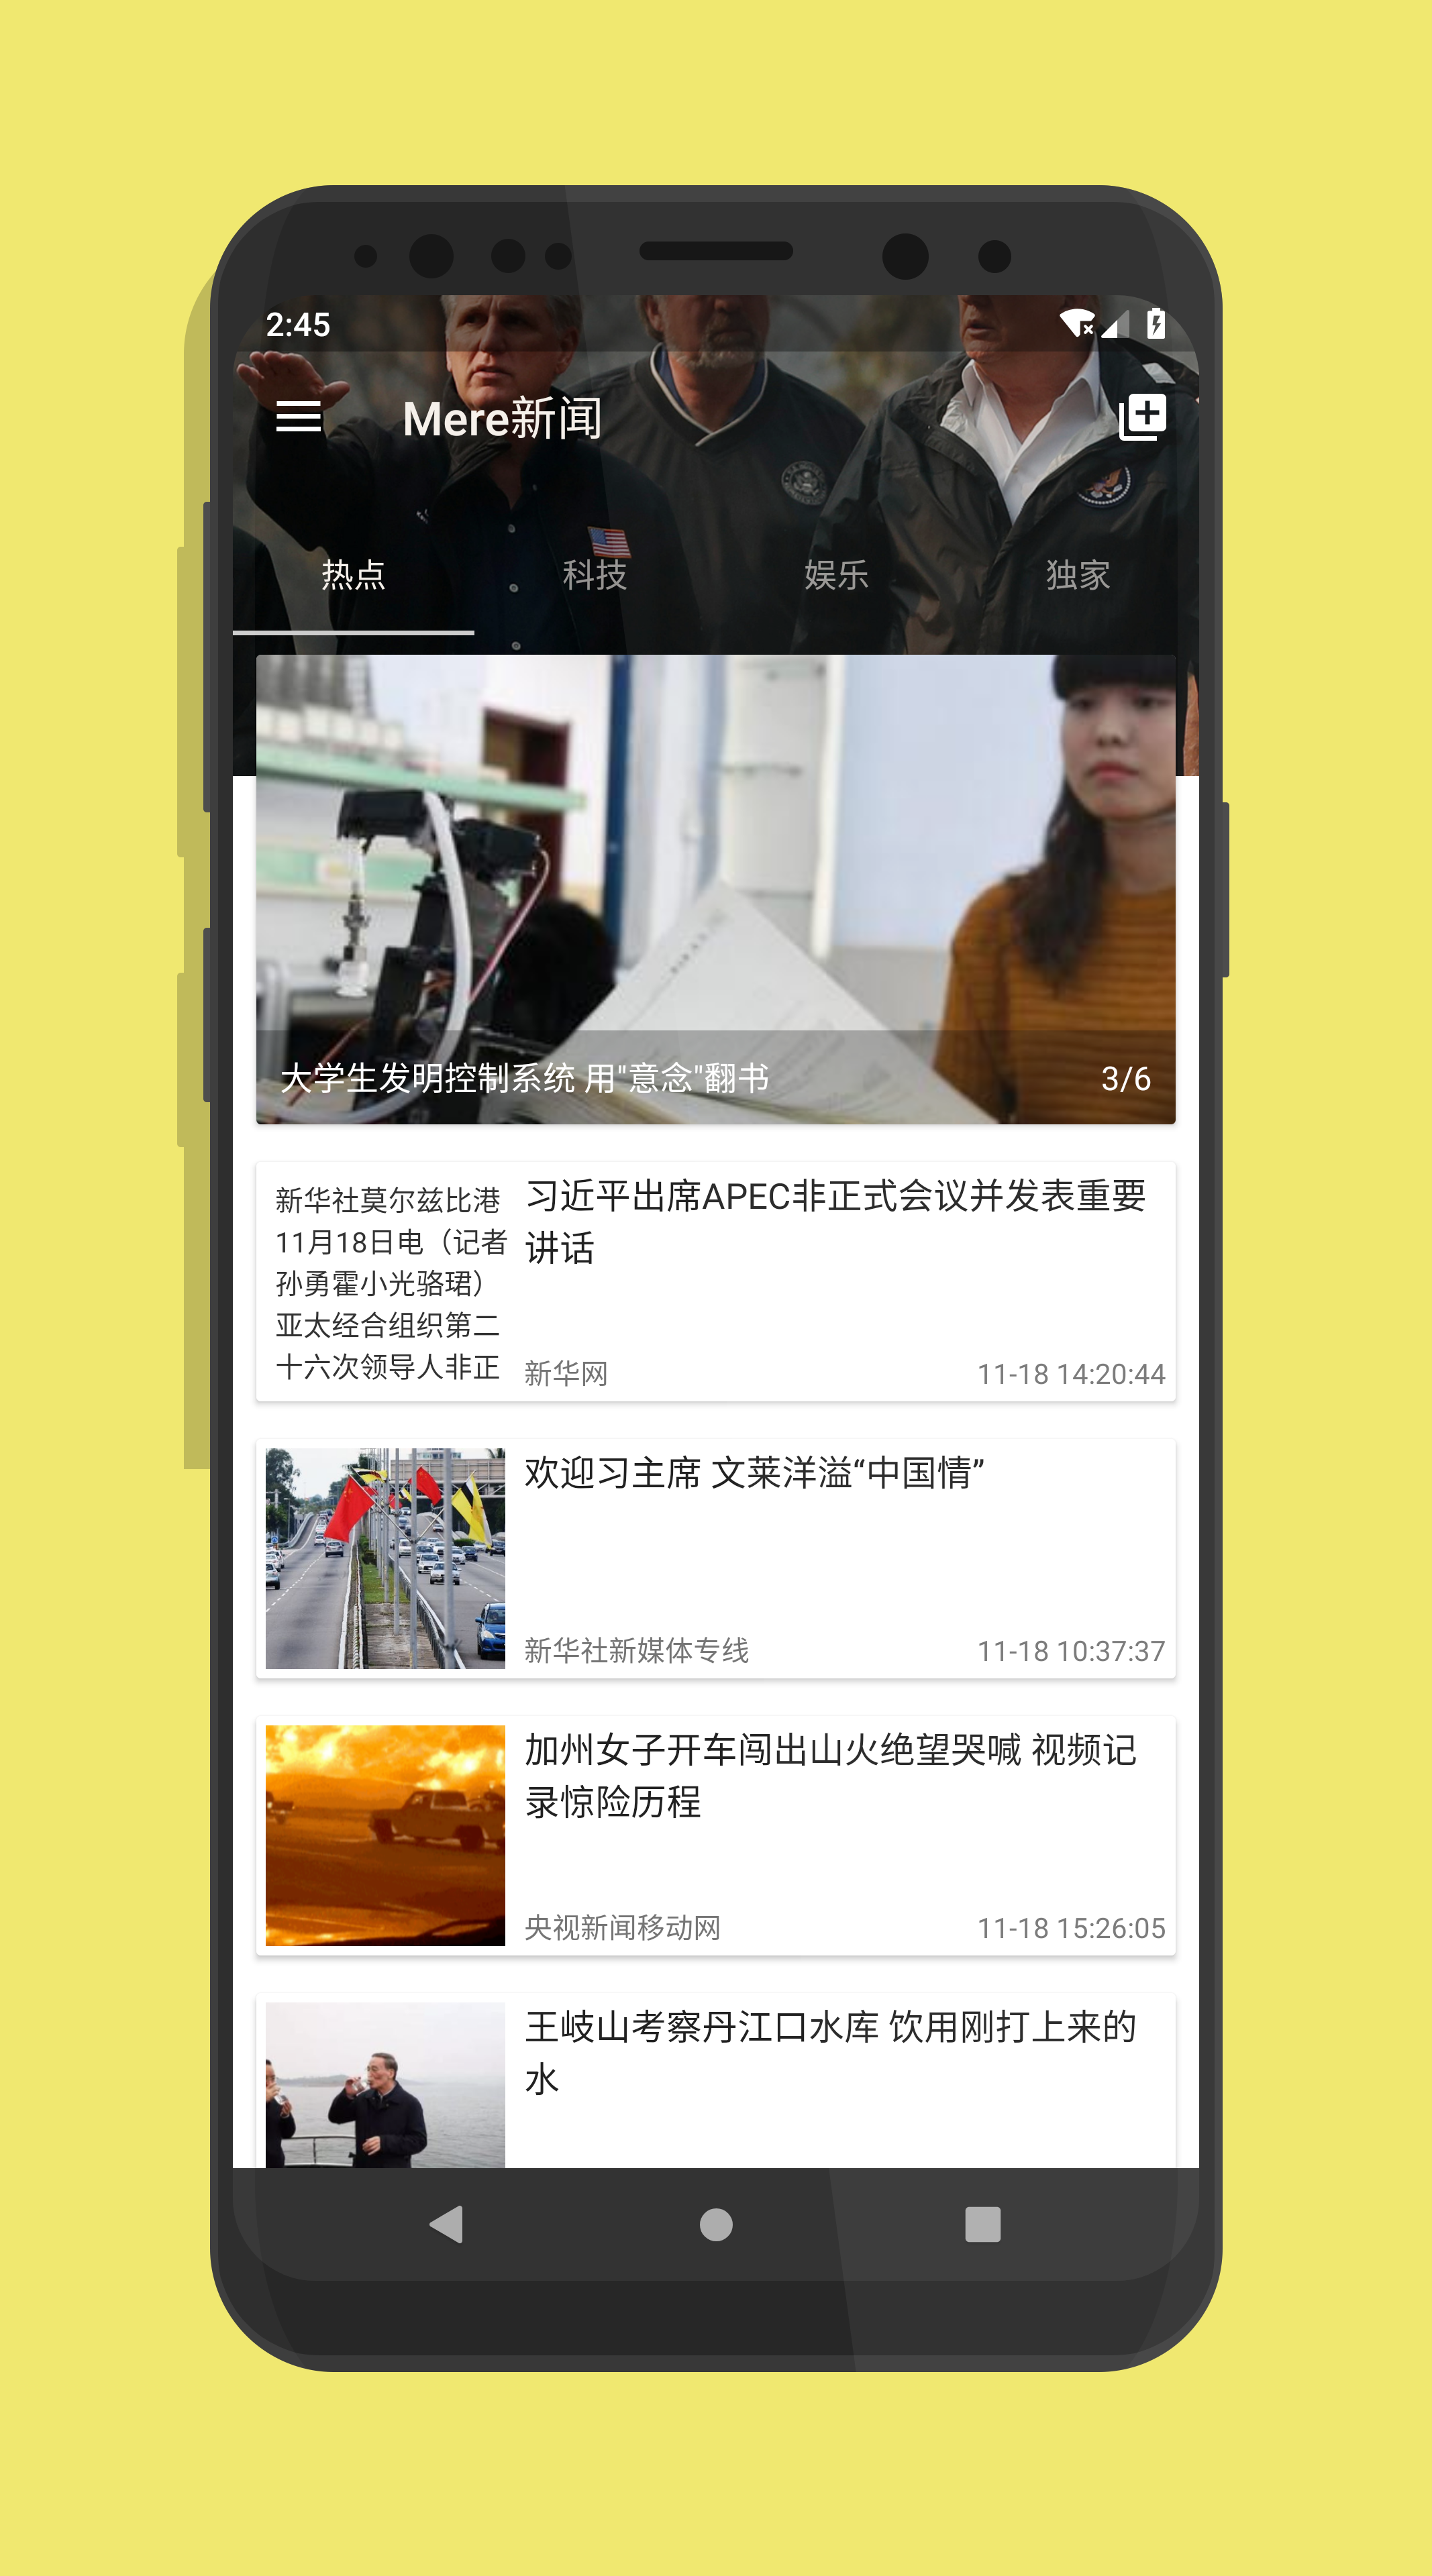 2:45
Mere新闻
热点
科技
娱乐
独家
大学生发明控制系统 用"意念"翻书
3/6
新华社莫尔兹比港
11月18日电（记者
孙勇霍小光骆珺）
亚太经合组织第二
十六次领导人非正
习近平出席APEC非正式会议并发表重要
讲话
新华网
11-18 14:20:44
欢迎习主席 文莱洋溢“中国情”
新华社新媒体专线
11-18 10:37:37
加州女子开车闯出山火绝望哭喊 视频记
录惊险历程
央视新闻移动网
11-18 15:26:05
王岐山考察丹江口水库 饮用刚打上来的
水